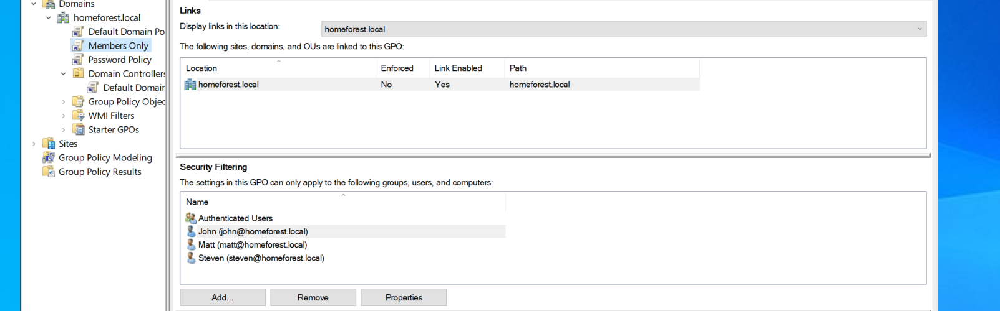 Domains
homeforest.local
Default Domain Po
Members Only
Password Policy
Domain Controllers
Default Domain
Group Policy Objec
WMI Filters
Starter GPOs
Sites
Group Policy Modeling
Group Policy Results
Links
Display links in this location:
homeforest.local
The following sites, domains, and OUs are linked to this GPO:
Location Enforced Link Enabled Path
homeforest.local No Yes homeforest.local
Security Filtering
The settings in this GPO can only apply to the following groups, users, and computers:
Name
Authenticated Users
John (john@homeforest.local)
Matt (matt@homeforest.local)
Steven (steven@homeforest.local)
Add... Remove Properties